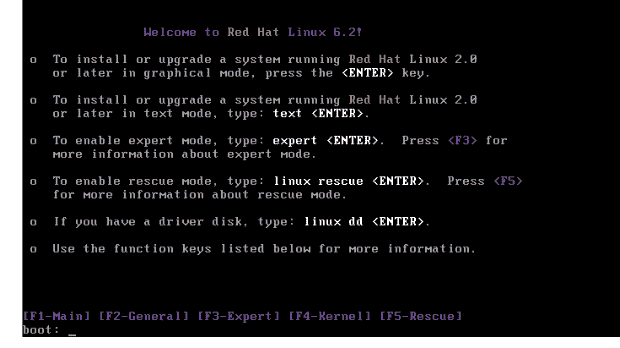 Welcome to Red Hat Linux 6.2!
o To install or upgrade a system running Red Hat Linux 2.0
or later in graphical mode, press the <ENTER> key.
o To install or upgrade a system running Red Hat Linux 2.0
or later in text mode, type: text <ENTER>.
o To enable expert mode, type: expert <ENTER>. Press <F3> for
more information about expert mode.
o To enable rescue mode, type: linux rescue <ENTER>. Press <F5>
for more information about rescue mode.
o If you have a driver disk, type: linux dd <ENTER>.
o Use the function keys listed below for more information.
[F1-Main] [F2-General] [F3-Expert] [F4-Kernel] [F5-Rescue]
boot: _